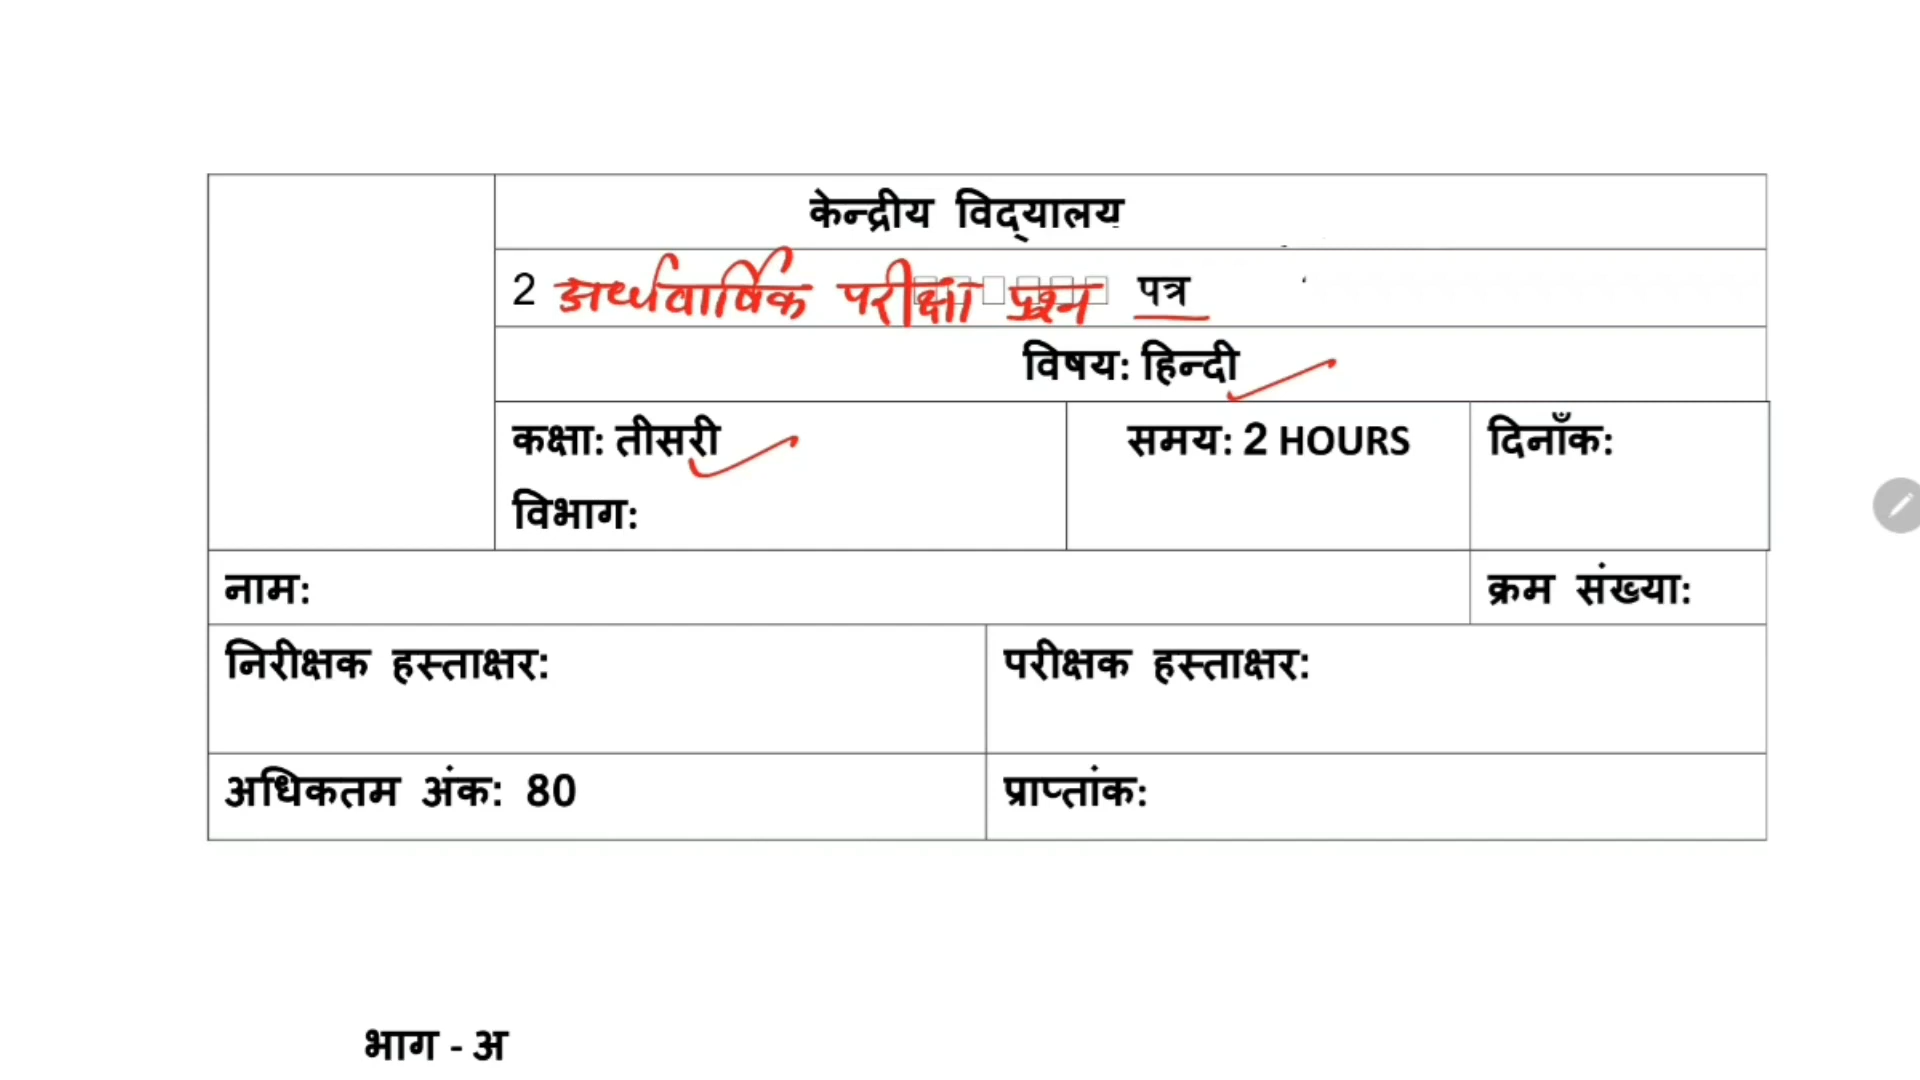 केन्द्रीय विद्यालय
2 अर्ध्दवार्षिक परीक्षा प्रश्न पत्र
विषय: हिन्दी
कक्षा: तीसरी
विभाग:
समय: 2 HOURS
दिनाँक:
नाम:
क्रम संख्या:
निरीक्षक हस्ताक्षर:
परीक्षक हस्ताक्षर:
अधिकतम अंक: 80
प्राप्तांक:
भाग - अ